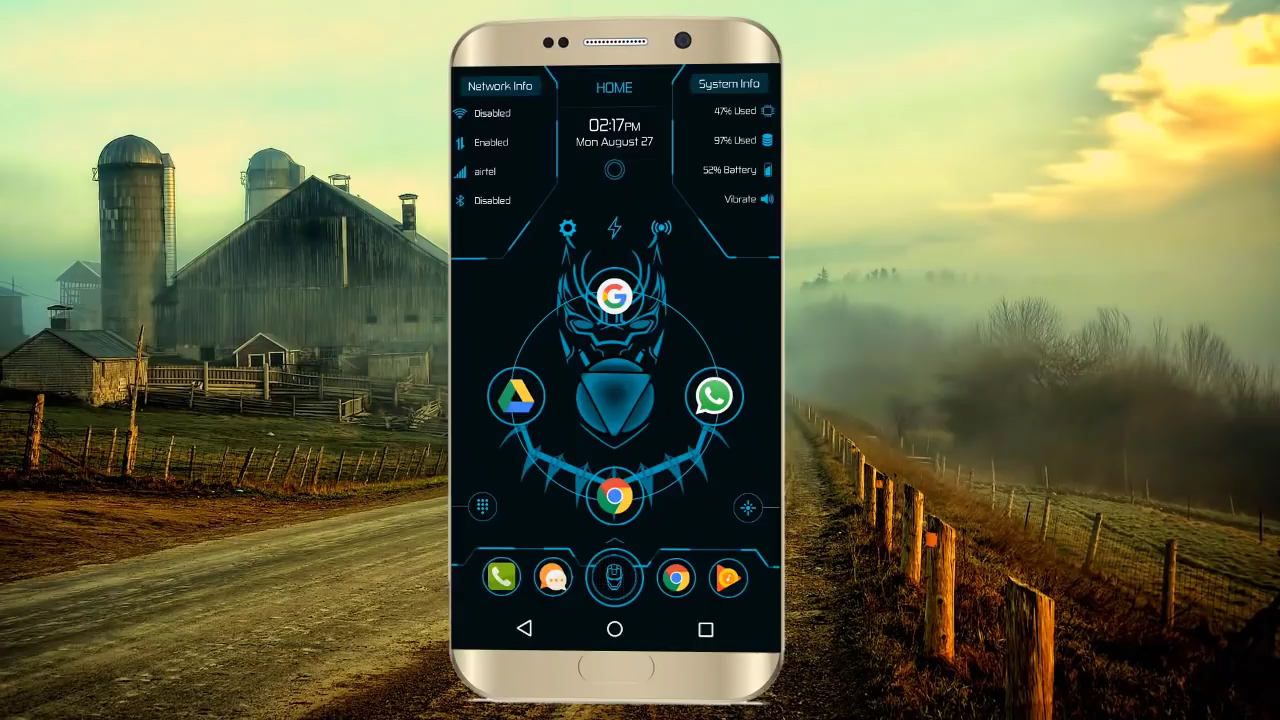 Network Info
Disabled
Enabled
airtel
Disabled
HOME
02:17PM
Mon August 27
System Info
47% Used
97% Used
52% Battery
Vibrate